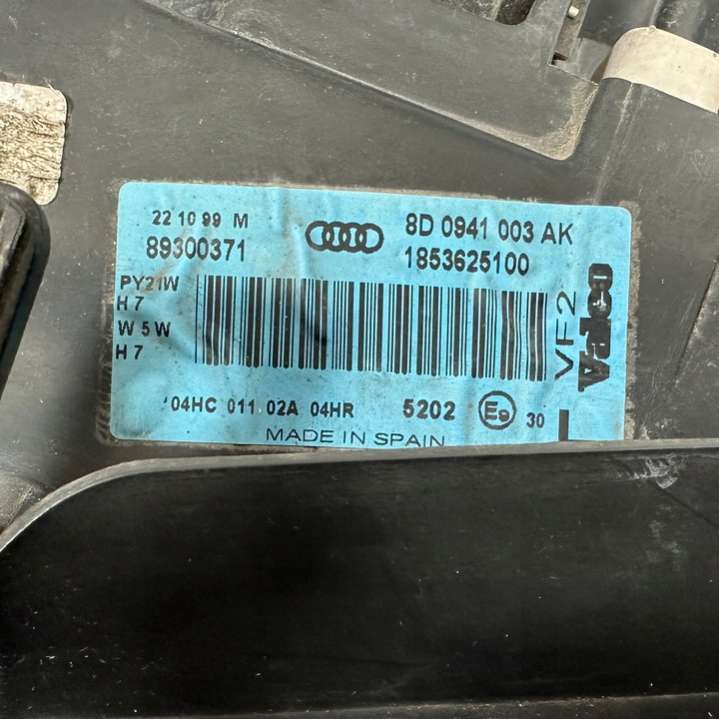 22 10 99 M
8D 0941 003 AK
89300371
1853625100
PY21W
H7
W5W
H7
04HC 011 02A 04HR 5202 E9 30
MADE IN SPAIN
VF2